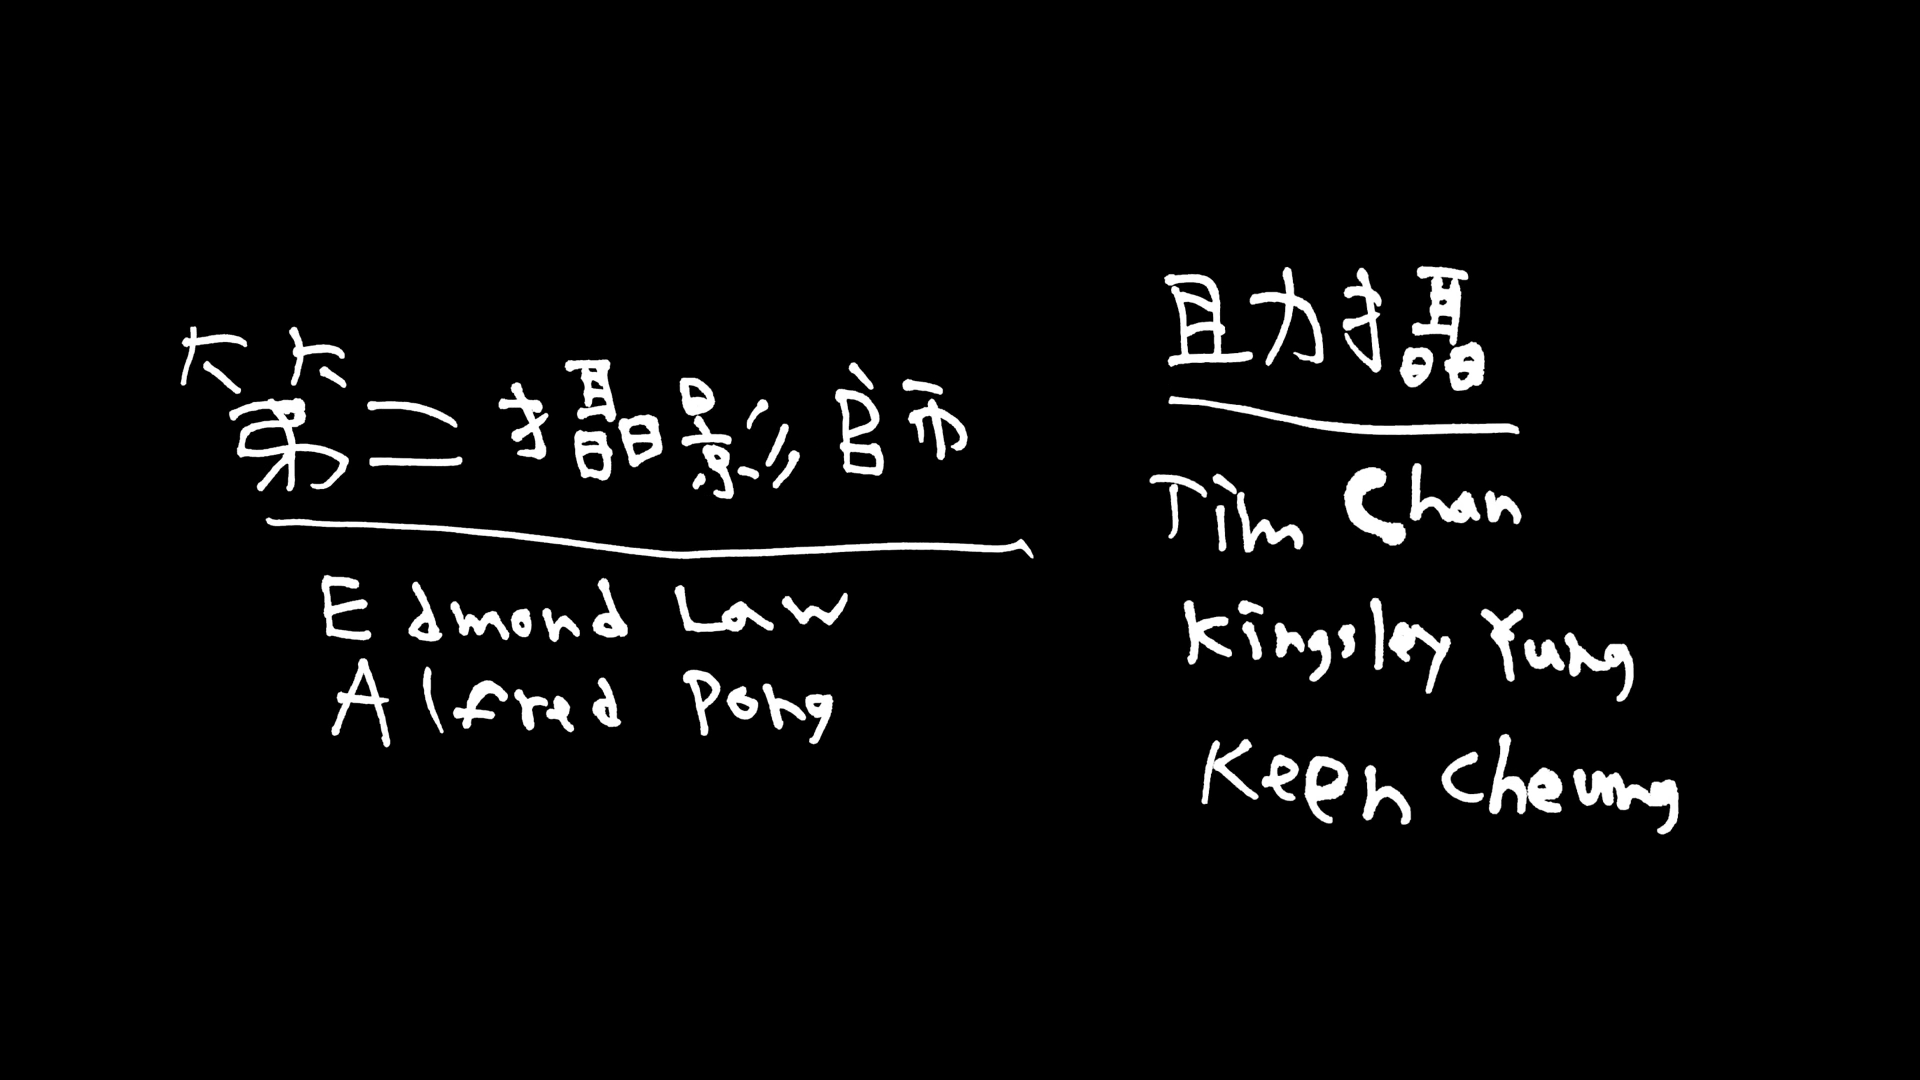 第二攝影師
Edmond Law
Alfred Pong
助攝
Tim Chan
Kingsley Yung
Keen Cheung